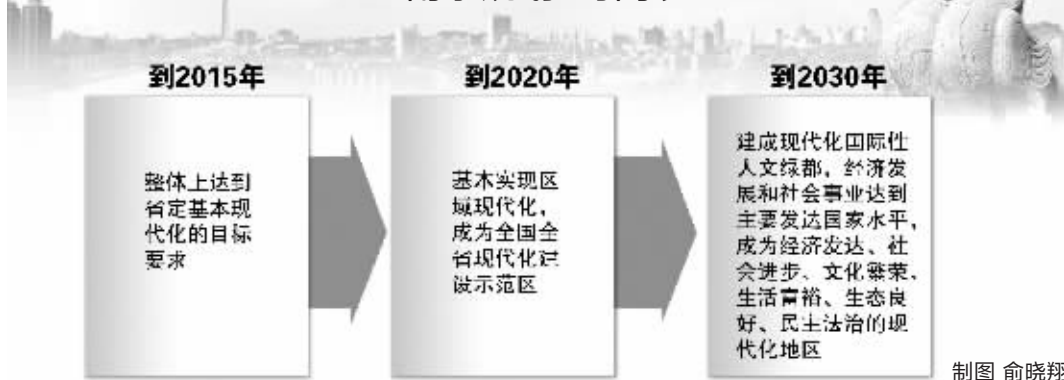 到2015年
整体上达到
省定基本现
代化的目标
要求
到2020年
基本实现区
域现代化,
成为全国全
省现代化建
设示范区
到2030年
建成现代化国际性
人文绿都,经济发
展和社会事业达到
主要发达国家水平,
成为经济发达、社
会进步、文化繁荣、
生活富裕、生态良
好、民主法治的现
代化地区
制图 俞晓翔